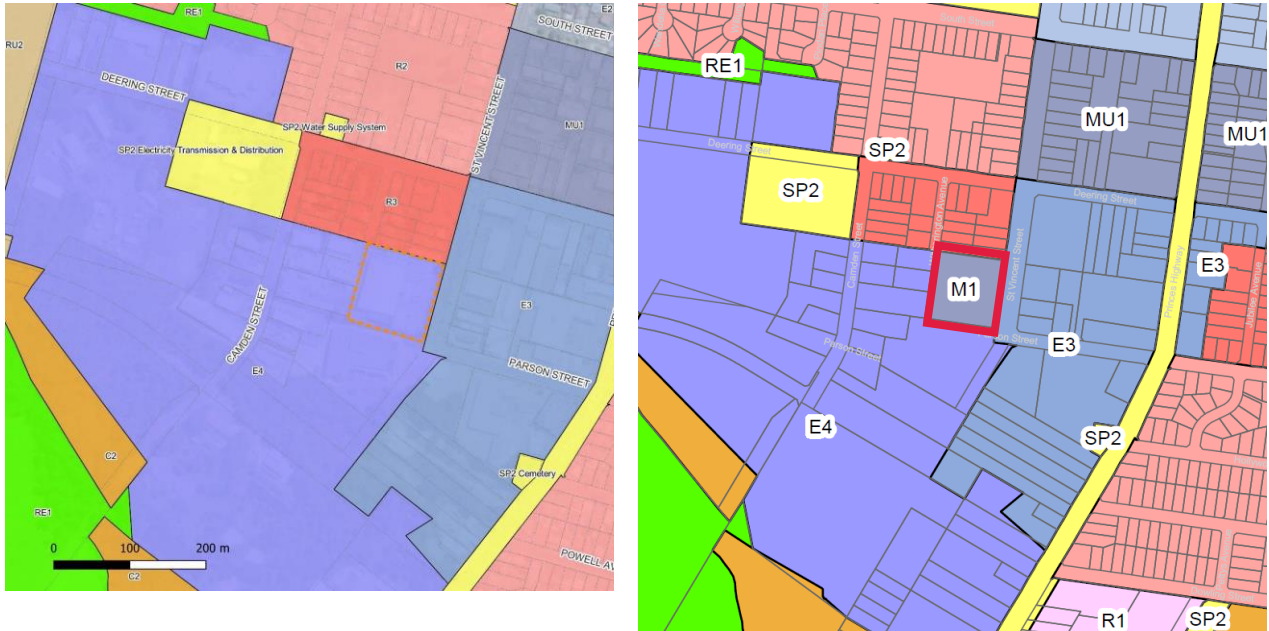 RE1
E2
SOUTH STREET
RU2
R2
DEERING STREET
ST VINCENT STREET
MU1
SP2 Water Supply System
SP2 Electricity Transmission & Distribution
R3
E3
CAMDEN STREET
PARSON STREET
E4
C2
SP2 Cemetery
RE1
0 100 200 m
C2
POWELL AV
South Street
RE1
MU1
MU1
Deering Street
SP2
SP2
Deering Street
Camden Street
St Vincent Street
Princes Highway
E3
Jubilee Avenue
M1
Parson Street
E3
E4
SP2
R1
SP2